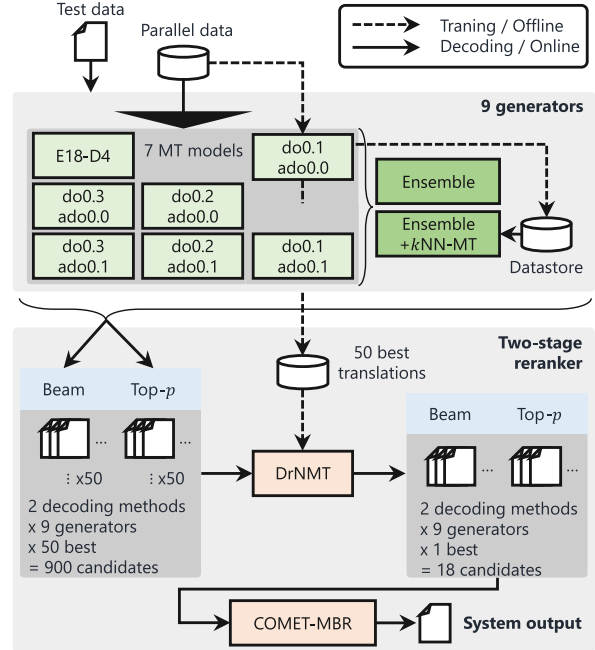 Test data
Parallel data
Traning / Offline
Decoding / Online
9 generators
E18-D4
7 MT models
do0.1
ado0.0
do0.3
ado0.0
do0.2
ado0.0
do0.3
ado0.1
do0.2
ado0.1
do0.1
ado0.1
Ensemble
Ensemble
+kNN-MT
Datastore
50 best
translations
Two-stage
reranker
Beam
Top-p
...
...
⋮ x50
⋮ x50
2 decoding methods
x 9 generators
x 50 best
= 900 candidates
DrNMT
Beam
Top-p
...
...
2 decoding methods
x 9 generators
x 1 best
= 18 candidates
COMET-MBR
System output